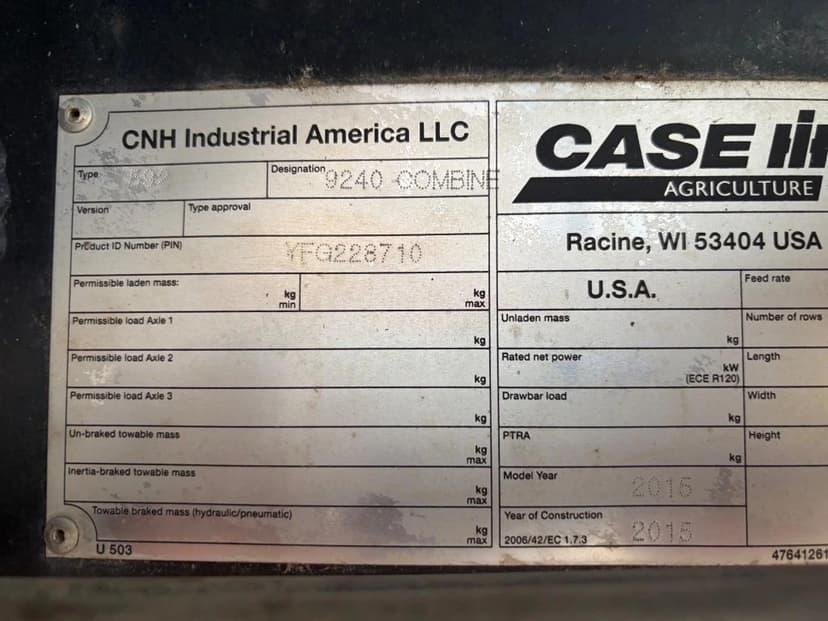 CNH Industrial America LLC
Type
Designation 9240 COMBINE
Version
Type approval
Product ID Number (PIN) YFG228710
Permissible laden mass:
kg
min
kg
max
Permissible load Axle 1
kg
Permissible load Axle 2
kg
Permissible load Axle 3
kg
Un-braked towable mass
kg
max
Inertia-braked towable mass
kg
max
Towable braked mass (hydraulic/pneumatic)
kg
max
U 503
CASE IH
AGRICULTURE
Racine, WI 53404 USA
U.S.A.
Feed rate
Unladen mass
kg
Number of rows
Rated net power
kW
(ECE R120)
Length
Drawbar load
kg
Width
PTRA
kg
Height
Model Year
Year of Construction
2006/42/EC 1.7.3 2015
47641261